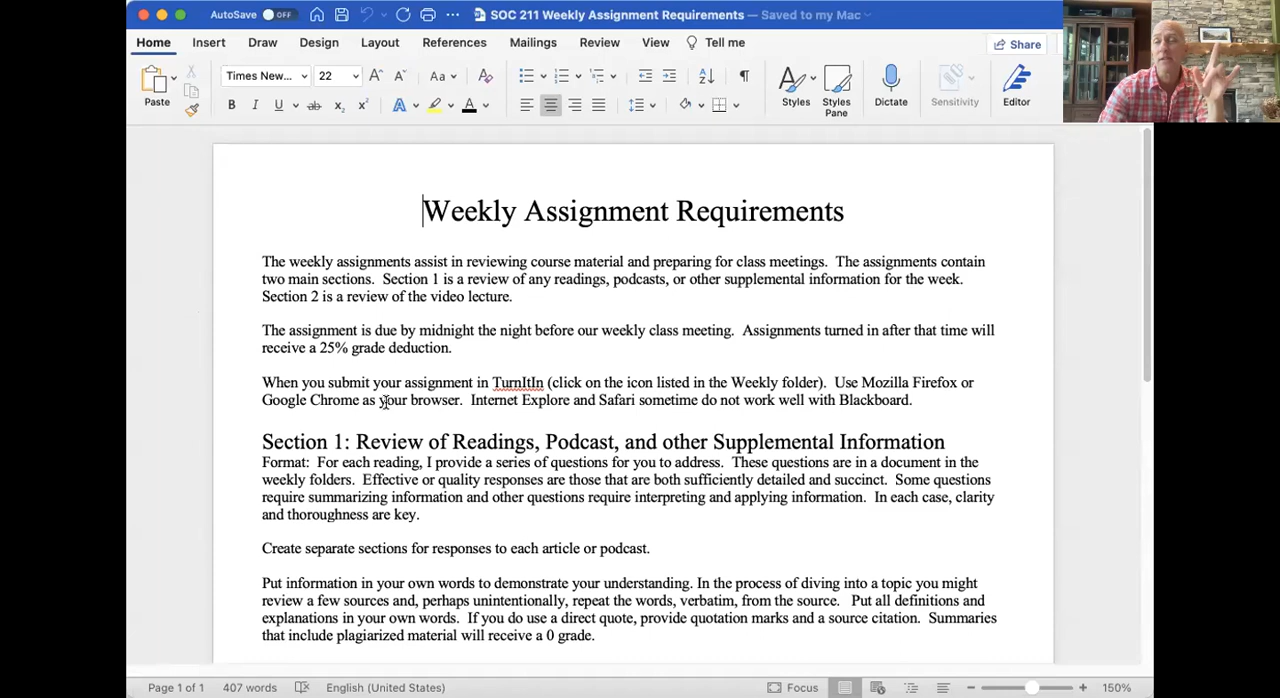 AutoSave OFF SOC 211 Weekly Assignment Requirements — Saved to my Mac
Home Insert Draw Design Layout References Mailings Review View Tell me Share
Times New... 22 Aa
Paste B I U ab x₂ x² A A Styles Styles Pane Dictate Sensitivity Editor
Weekly Assignment Requirements
The weekly assignments assist in reviewing course material and preparing for class meetings. The assignments contain
two main sections. Section 1 is a review of any readings, podcasts, or other supplemental information for the week.
Section 2 is a review of the video lecture.
The assignment is due by midnight the night before our weekly class meeting. Assignments turned in after that time will
receive a 25% grade deduction.
When you submit your assignment in TurnItIn (click on the icon listed in the Weekly folder). Use Mozilla Firefox or
Google Chrome as your browser. Internet Explore and Safari sometime do not work well with Blackboard.
Section 1: Review of Readings, Podcast, and other Supplemental Information
Format: For each reading, I provide a series of questions for you to address. These questions are in a document in the
weekly folders. Effective or quality responses are those that are both sufficiently detailed and succinct. Some questions
require summarizing information and other questions require interpreting and applying information. In each case, clarity
and thoroughness are key.
Create separate sections for responses to each article or podcast.
Put information in your own words to demonstrate your understanding. In the process of diving into a topic you might
review a few sources and, perhaps unintentionally, repeat the words, verbatim, from the source. Put all definitions and
explanations in your own words. If you do use a direct quote, provide quotation marks and a source citation. Summaries
that include plagiarized material will receive a 0 grade.
Page 1 of 1 407 words English (United States) Focus 150%